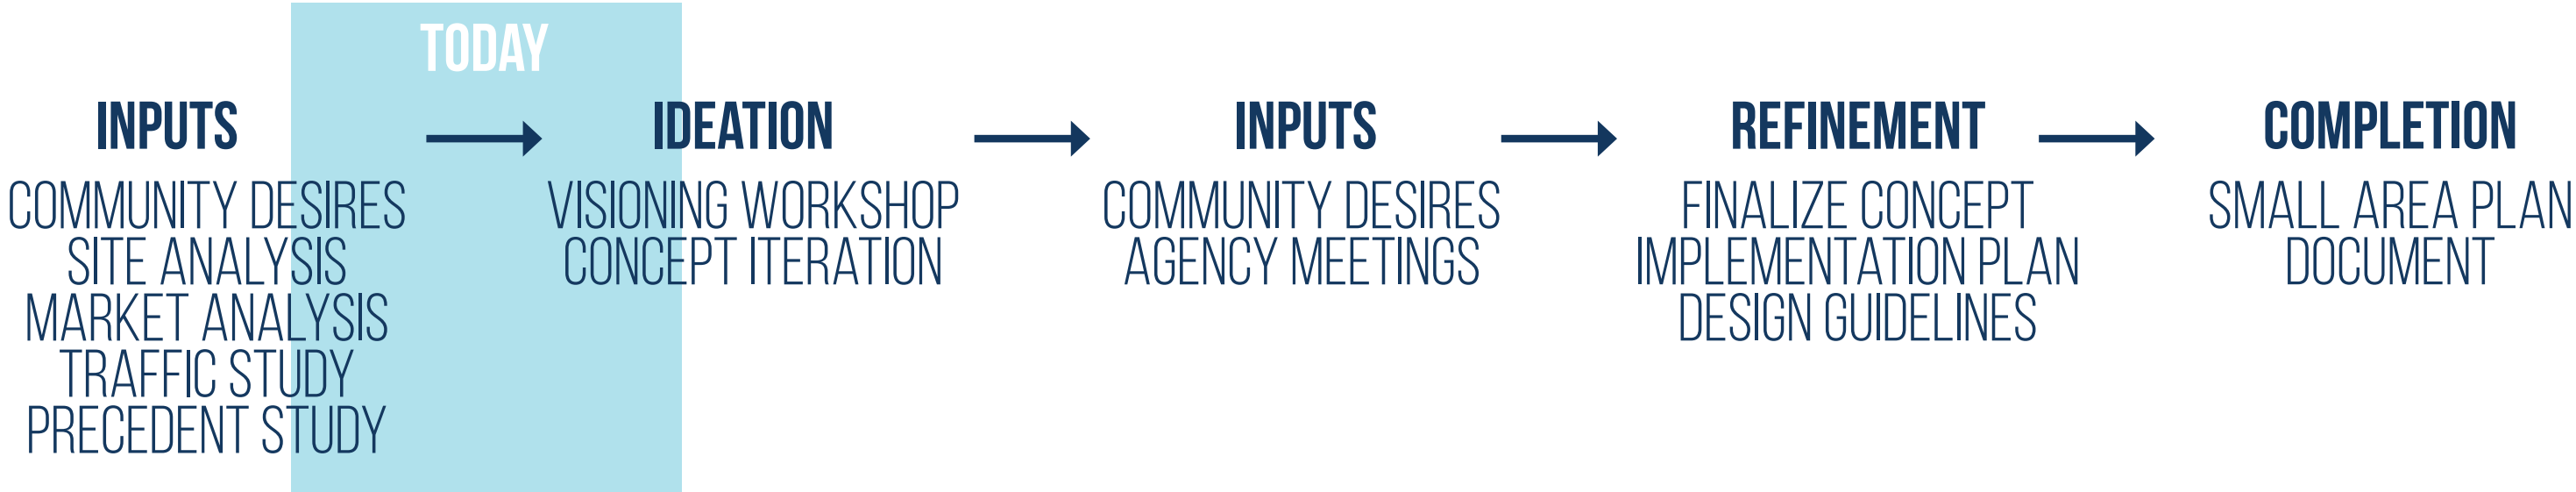 TODAY
INPUTS
COMMUNITY DESIRES
SITE ANALYSIS
MARKET ANALYSIS
TRAFFIC STUDY
PRECEDENT STUDY
IDEATION
VISIONING WORKSHOP
CONCEPT ITERATION
INPUTS
COMMUNITY DESIRES
AGENCY MEETINGS
REFINEMENT
FINALIZE CONCEPT
IMPLEMENTATION PLAN
DESIGN GUIDELINES
COMPLETION
SMALL AREA PLAN
DOCUMENT